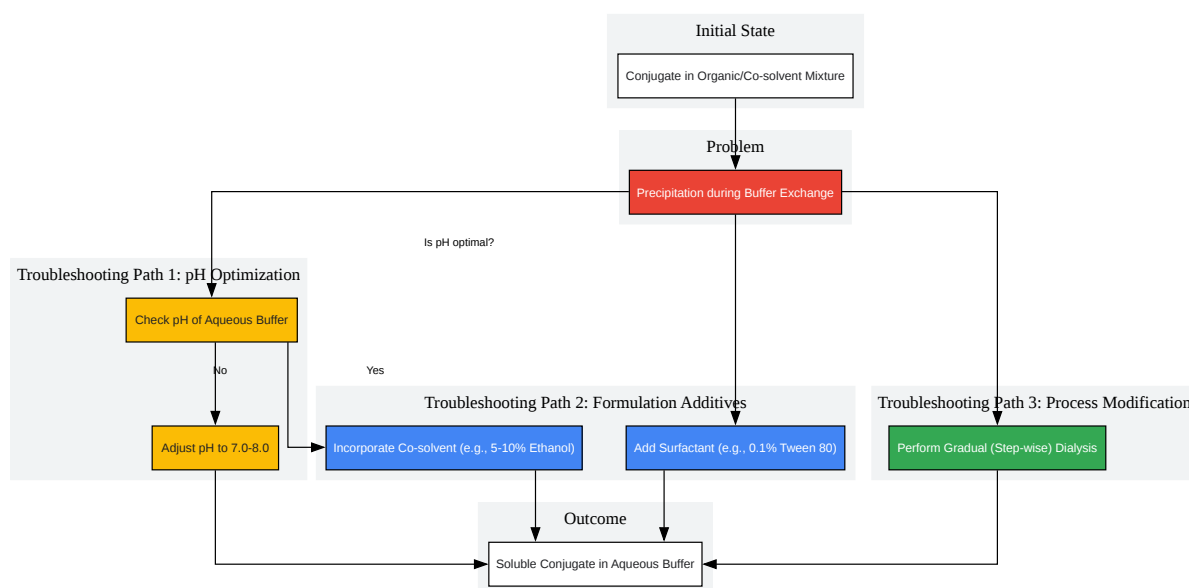 Initial State
Conjugate in Organic/Co-solvent Mixture
Problem
Precipitation during Buffer Exchange
Is pH optimal?
Troubleshooting Path 1: pH Optimization
Check pH of Aqueous Buffer
No
Yes
Adjust pH to 7.0-8.0
Troubleshooting Path 2: Formulation Additives
Incorporate Co-solvent (e.g., 5-10% Ethanol)
Add Surfactant (e.g., 0.1% Tween 80)
Troubleshooting Path 3: Process Modification
Perform Gradual (Step-wise) Dialysis
Outcome
Soluble Conjugate in Aqueous Buffer